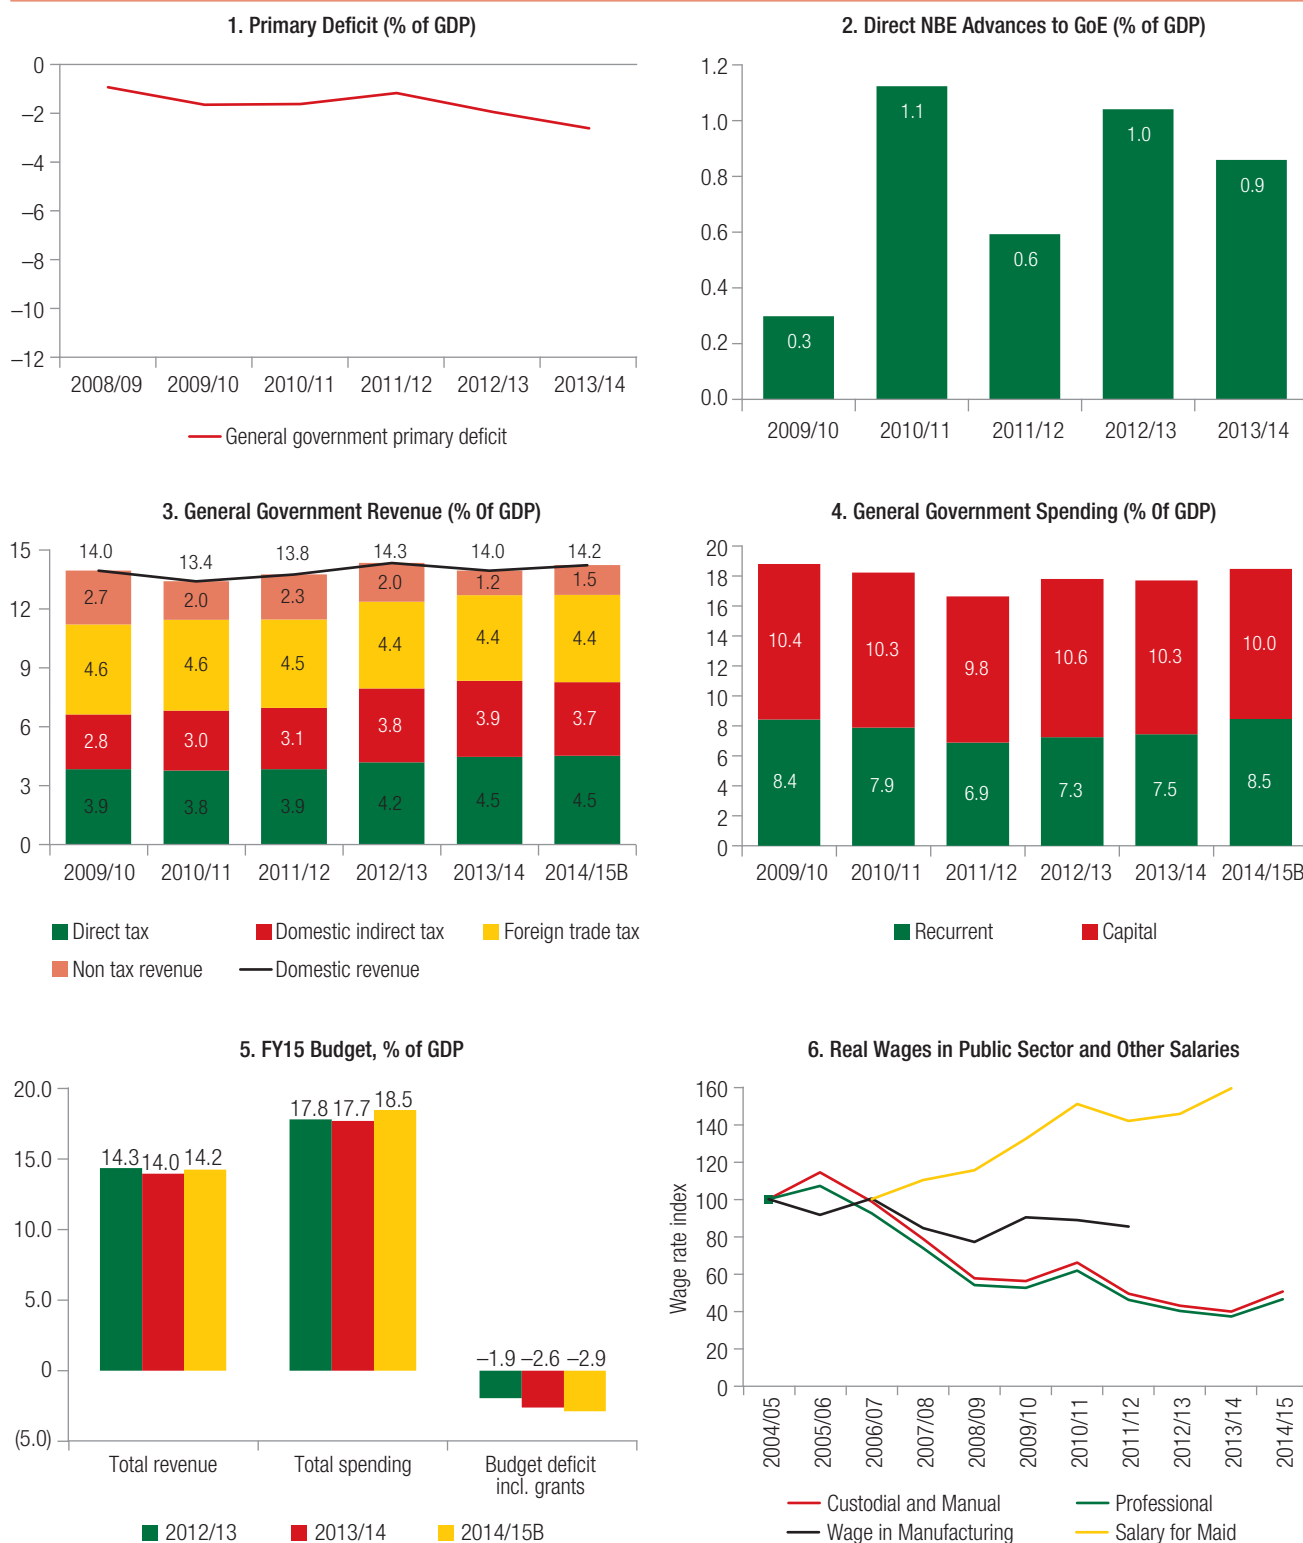 1. Primary Deficit (% of GDP)
0
–2
–4
–6
–8
–10
–12
2008/09 2009/10 2010/11 2011/12 2012/13 2013/14
General government primary deficit
2. Direct NBE Advances to GoE (% of GDP)
1.2
1.0
0.8
0.6
0.4
0.2
0.0
0.3 1.1 0.6 1.0 0.9
2009/10 2010/11 2011/12 2012/13 2013/14
3. General Government Revenue (% 0f GDP)
15
12
9
6
3
0
14.0 13.4 13.8 14.3 14.0 14.2
2.7 2.0 2.3 2.0 1.2 1.5
4.6 4.6 4.5 4.4 4.4 4.4
2.8 3.0 3.1 3.8 3.9 3.7
3.9 3.8 3.9 4.2 4.5 4.5
2009/10 2010/11 2011/12 2012/13 2013/14 2014/15B
Direct tax Domestic indirect tax Foreign trade tax
Non tax revenue Domestic revenue
4. General Government Spending (% 0f GDP)
20
18
16
14
12
10
8
6
4
2
0
10.4 10.3 9.8 10.6 10.3 10.0
8.4 7.9 6.9 7.3 7.5 8.5
2009/10 2010/11 2011/12 2012/13 2013/14 2014/15B
Recurrent Capital
5. FY15 Budget, % of GDP
20.0
15.0
10.0
5.0
0
(5.0)
14.3 14.0 14.2
17.8 17.7 18.5
–1.9 –2.6 –2.9
Total revenue Total spending Budget deficit
incl. grants
2012/13 2013/14 2014/15B
6. Real Wages in Public Sector and Other Salaries
Wage rate index
160
140
120
100
80
60
40
20
0
2004/05 2005/06 2006/07 2007/08 2008/09 2009/10 2010/11 2011/12 2012/13 2013/14 2014/15
Custodial and Manual Professional
Wage in Manufacturing Salary for Maid